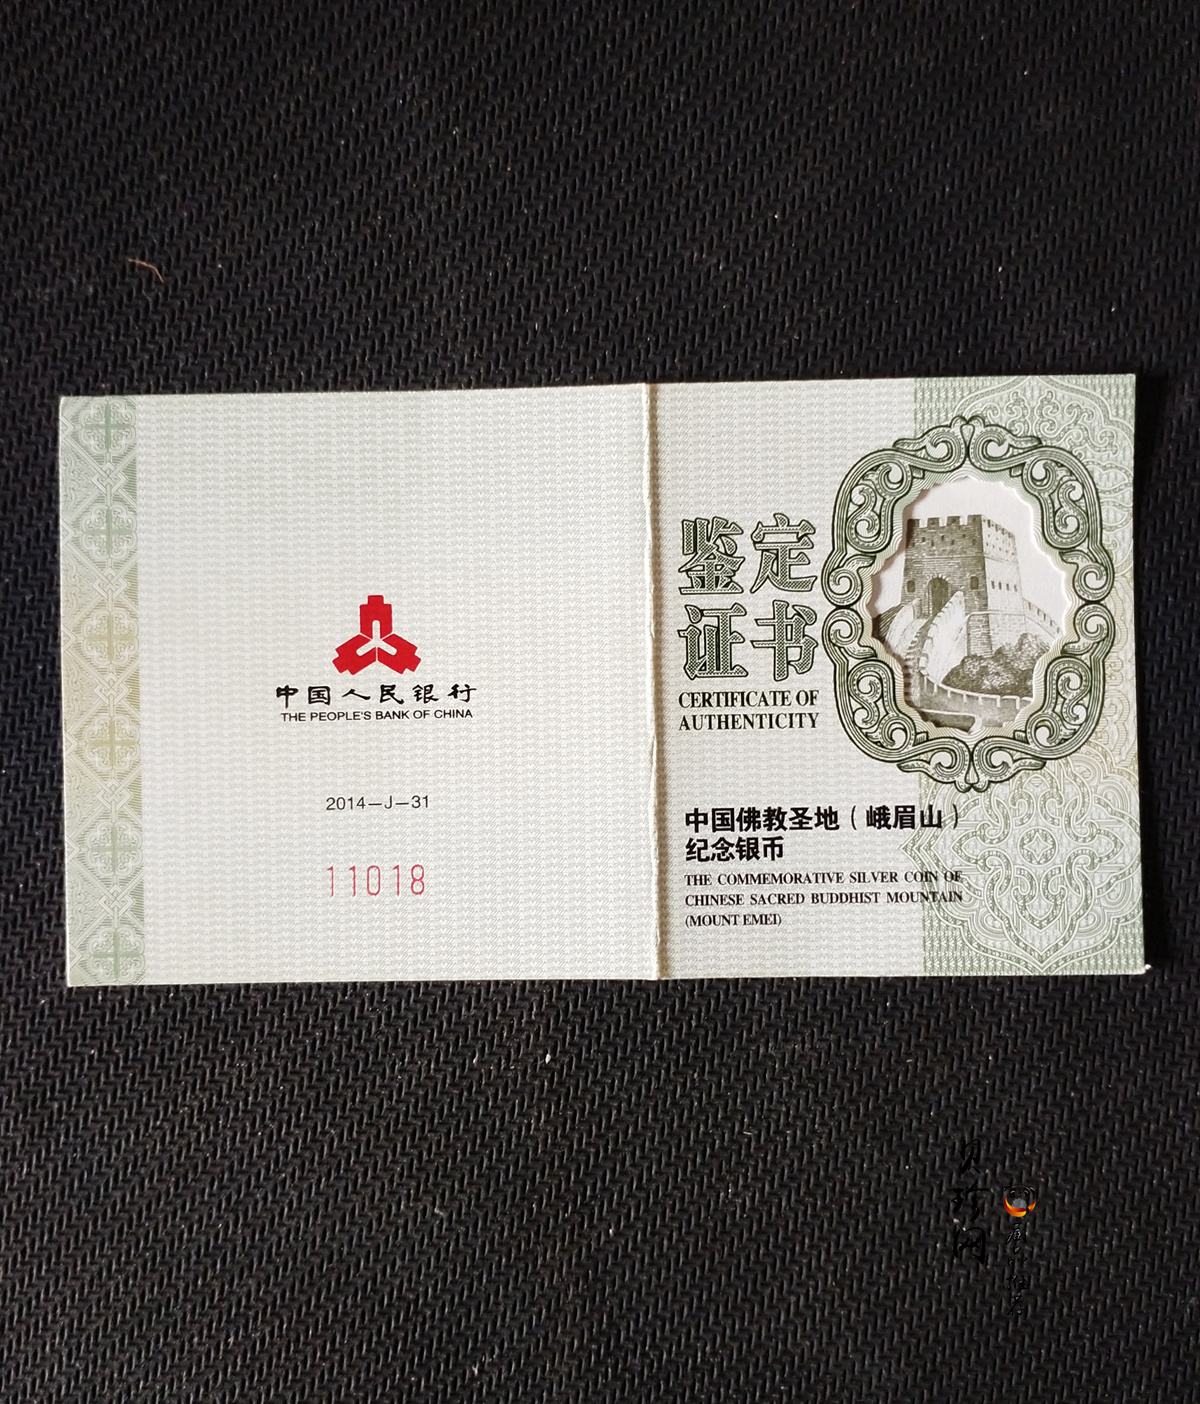 中国人民银行
THE PEOPLE'S BANK OF CHINA
2014－J－31
11018
鉴定
证书
CERTIFICATE OF
AUTHENTICITY
中国佛教圣地（峨眉山）
纪念银币
THE COMMEMORATIVE SILVER COIN OF
CHINESE SACRED BUDDHIST MOUNTAIN
(MOUNT EMEI)